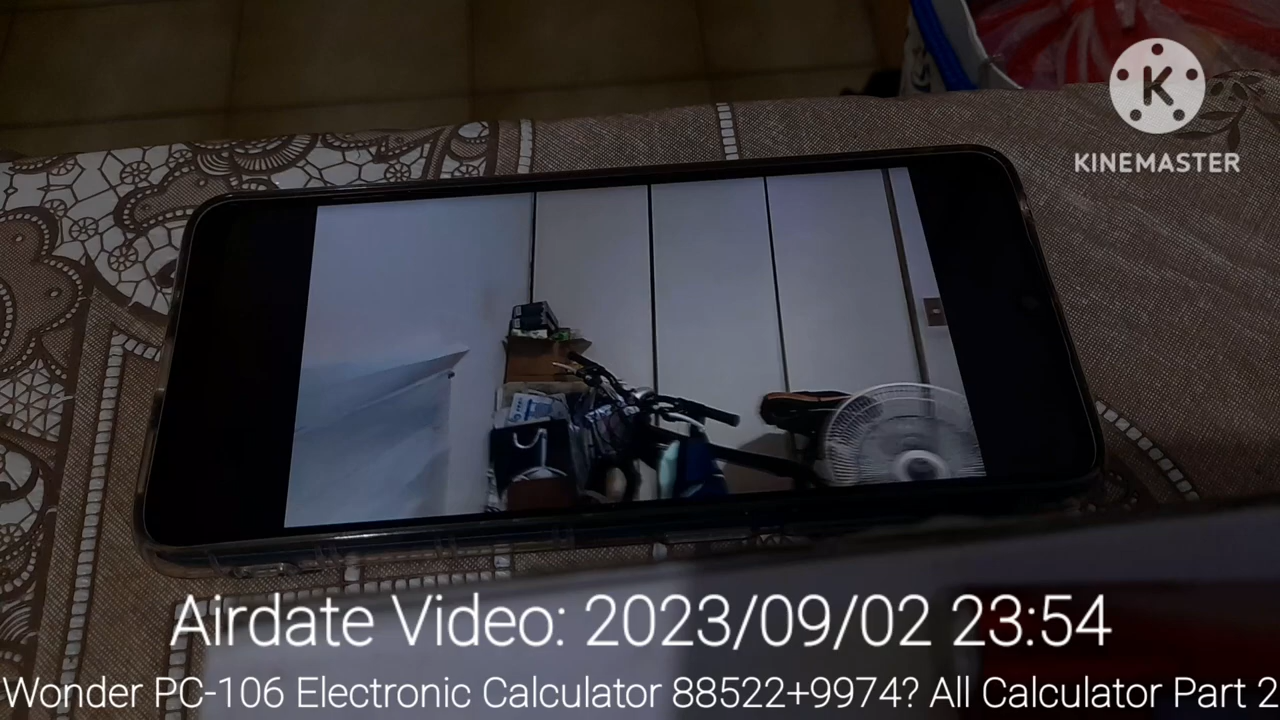 K
KINEMASTER
Airdate Video: 2023/09/02 23:54
Wonder PC-106 Electronic Calculator 88522+9974? All Calculator Part 2